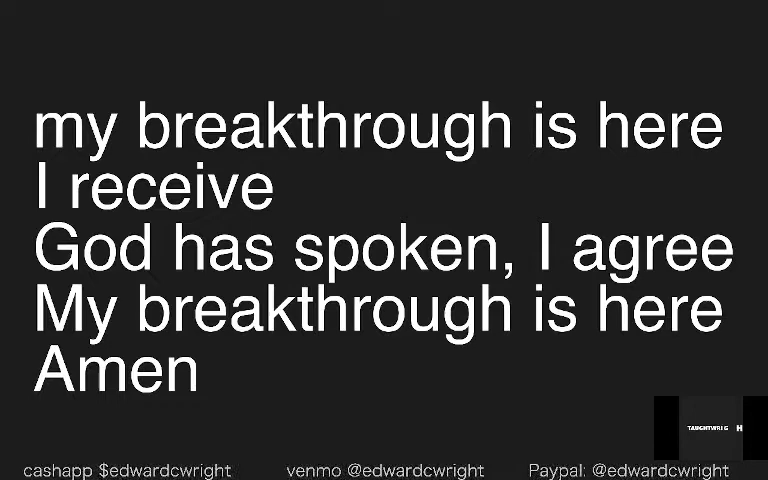 my breakthrough is here
I receive
God has spoken, I agree
My breakthrough is here
Amen
TAUGHTWRI G H
cashapp $edwardcwright venmo @edwardcwright Paypal: @edwardcwright